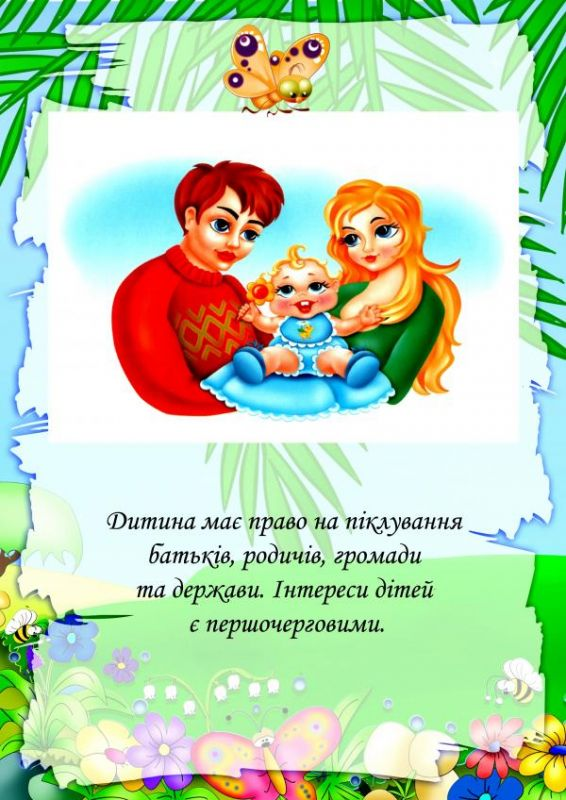 Дитина має право на піклування
батьків, родичів, громади
та держави. Інтереси дітей
є першочерговими.